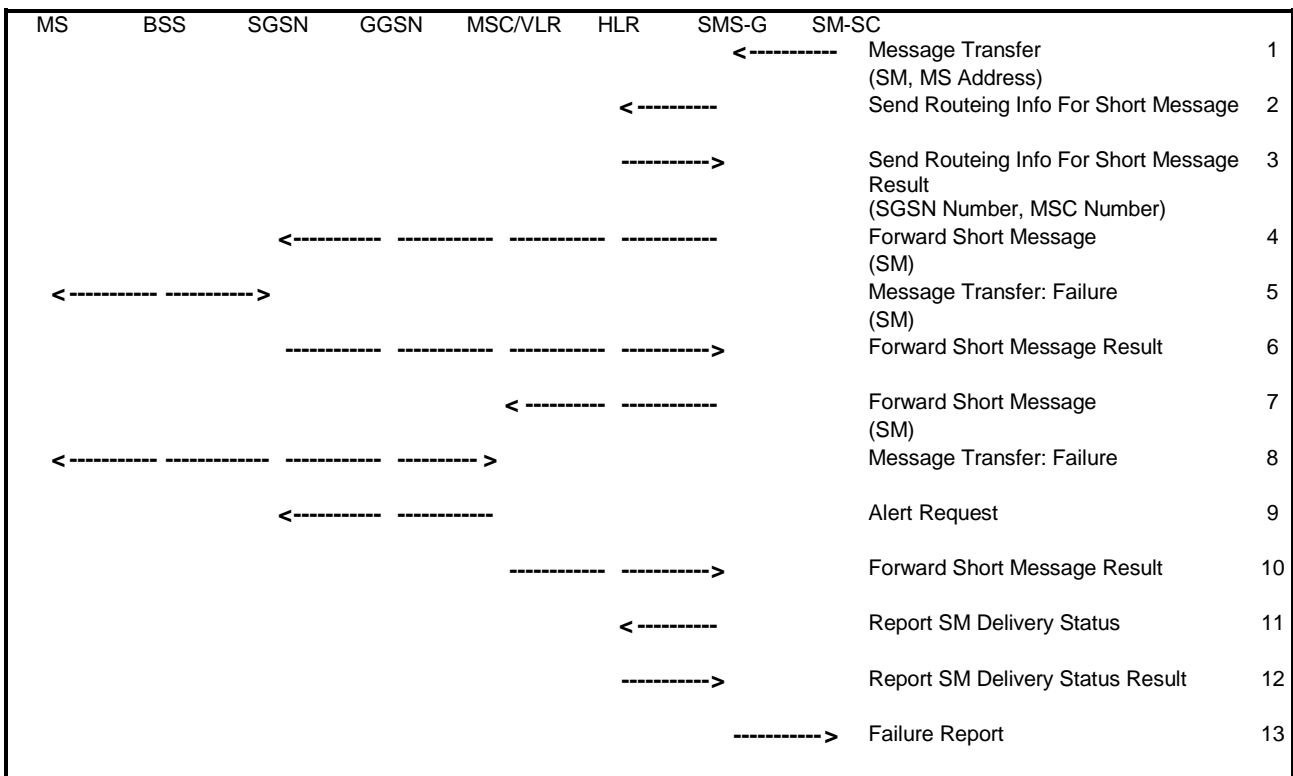 MS BSS SGSN GGSN MSC/VLR HLR SMS-G SM-SC
Message Transfer 1
(SM, MS Address)
Send Routeing Info For Short Message 2
Send Routeing Info For Short Message 3
Result
(SGSN Number, MSC Number)
Forward Short Message 4
(SM)
Message Transfer: Failure 5
(SM)
Forward Short Message Result 6
Forward Short Message 7
(SM)
Message Transfer: Failure 8
Alert Request 9
Forward Short Message Result 10
Report SM Delivery Status 11
Report SM Delivery Status Result 12
Failure Report 13